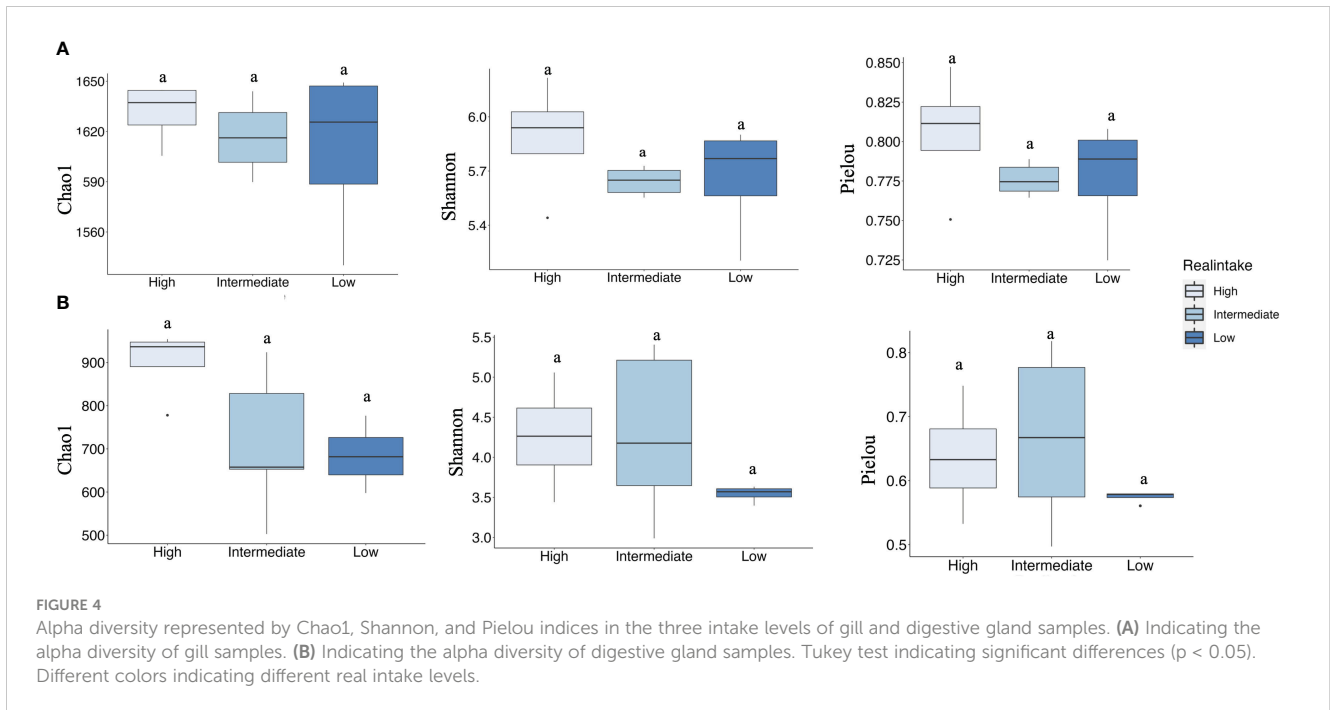 A
Chao1
1650
1620
1590
1560
a a a
High Intermediate Low
Shannon
6.0
5.7
5.4
a a a
High Intermediate Low
Pielou
0.850
0.825
0.800
0.775
0.750
0.725
a a a
High Intermediate Low
Realintake
High
Intermediate
Low
B
Chao1
900
800
700
600
500
a a a
High Intermediate Low
Shannon
5.5
5.0
4.5
4.0
3.5
3.0
a a a
High Intermediate Low
Pielou
0.8
0.7
0.6
0.5
a a a
High Intermediate Low
FIGURE 4
Alpha diversity represented by Chao1, Shannon, and Pielou indices in the three intake levels of gill and digestive gland samples. (A) Indicating the
alpha diversity of gill samples. (B) Indicating the alpha diversity of digestive gland samples. Tukey test indicating significant differences (p < 0.05).
Different colors indicating different real intake levels.